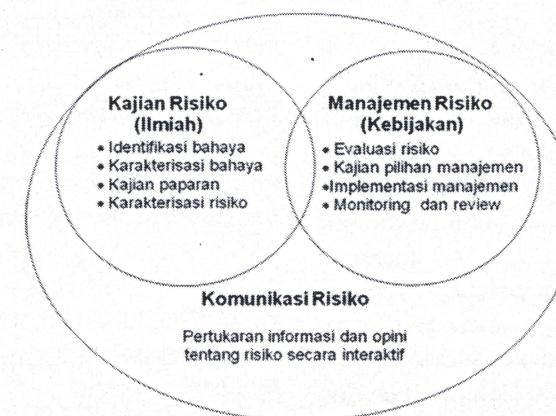 Kajian Risiko
(Ilmiah)
• Identifikasi bahaya
• Karakterisasi bahaya
• Kajian paparan
• Karakterisasi risiko
Manajemen Risiko
(Kebijakan)
• Evaluasi risiko
• Kajian pilihan manajemen
•Implementasi manajemen
• Monitoring dan review
Komunikasi Risiko
Pertukaran informasi dan opini
tentang risiko secara interaktif